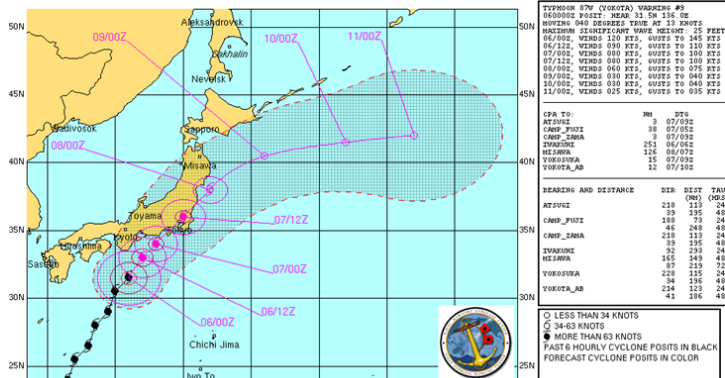 TYPHOON 87W (YOKOTA) WARNING #9
060000Z POSIT: NEAR 31.5N 136.0E
MOVING 040 DEGREES TRUE AT 13 KNOTS
MAXIMUM SIGNIFICANT WAVE HEIGHT: 25 FEET
06/00Z, WINDS 120 KTS, GUSTS TO 145 KTS
06/12Z, WINDS 090 KTS, GUSTS TO 110 KTS
07/00Z, WINDS 080 KTS, GUSTS TO 100 KTS
07/12Z, WINDS 080 KTS, GUSTS TO 100 KTS
08/00Z, WINDS 060 KTS, GUSTS TO 075 KTS
09/00Z, WINDS 030 KTS, GUSTS TO 040 KTS
10/00Z, WINDS 030 KTS, GUSTS TO 040 KTS
11/00Z, WINDS 025 KTS, GUSTS TO 035 KTS
CPA TO: NM DTG
ATSUGI 3 07/09Z
CAMP_FUJI 38 07/05Z
CAMP_ZAMA 3 07/09Z
IWAKUNI 251 06/06Z
MISAWA 126 08/07Z
YOKOSUKA 15 07/09Z
YOKOTA_AB 12 07/10Z
BEARING AND DISTANCE DIR DIST TAU
(NM) (HRS)
ATSUGI 218 113 24
39 195 48
CAMP_FUJI 188 73 24
46 248 48
CAMP_ZAMA 218 113 24
39 195 48
IWAKUNI 92 293 24
MISAWA 165 149 48
87 219 72
YOKOSUKA 228 115 24
34 196 48
YOKOTA_AB 214 123 24
41 186 48
○ LESS THAN 34 KNOTS
34-63 KNOTS
● MORE THAN 63 KNOTS
PAST 6 HOURLY CYCLONE POSITS IN BLACK
FORECAST CYCLONE POSITS IN COLOR
50N
45N
40N
35N
30N
25N
Aleksandrovsk
Sakhalin
Nevelsk
Sapporo
Misawa
Toyama
Kyoto
Hiroshima
Chichi Jima
Iwo To
09/00Z
10/00Z
11/00Z
08/00Z
07/12Z
07/00Z
06/12Z
06/00Z